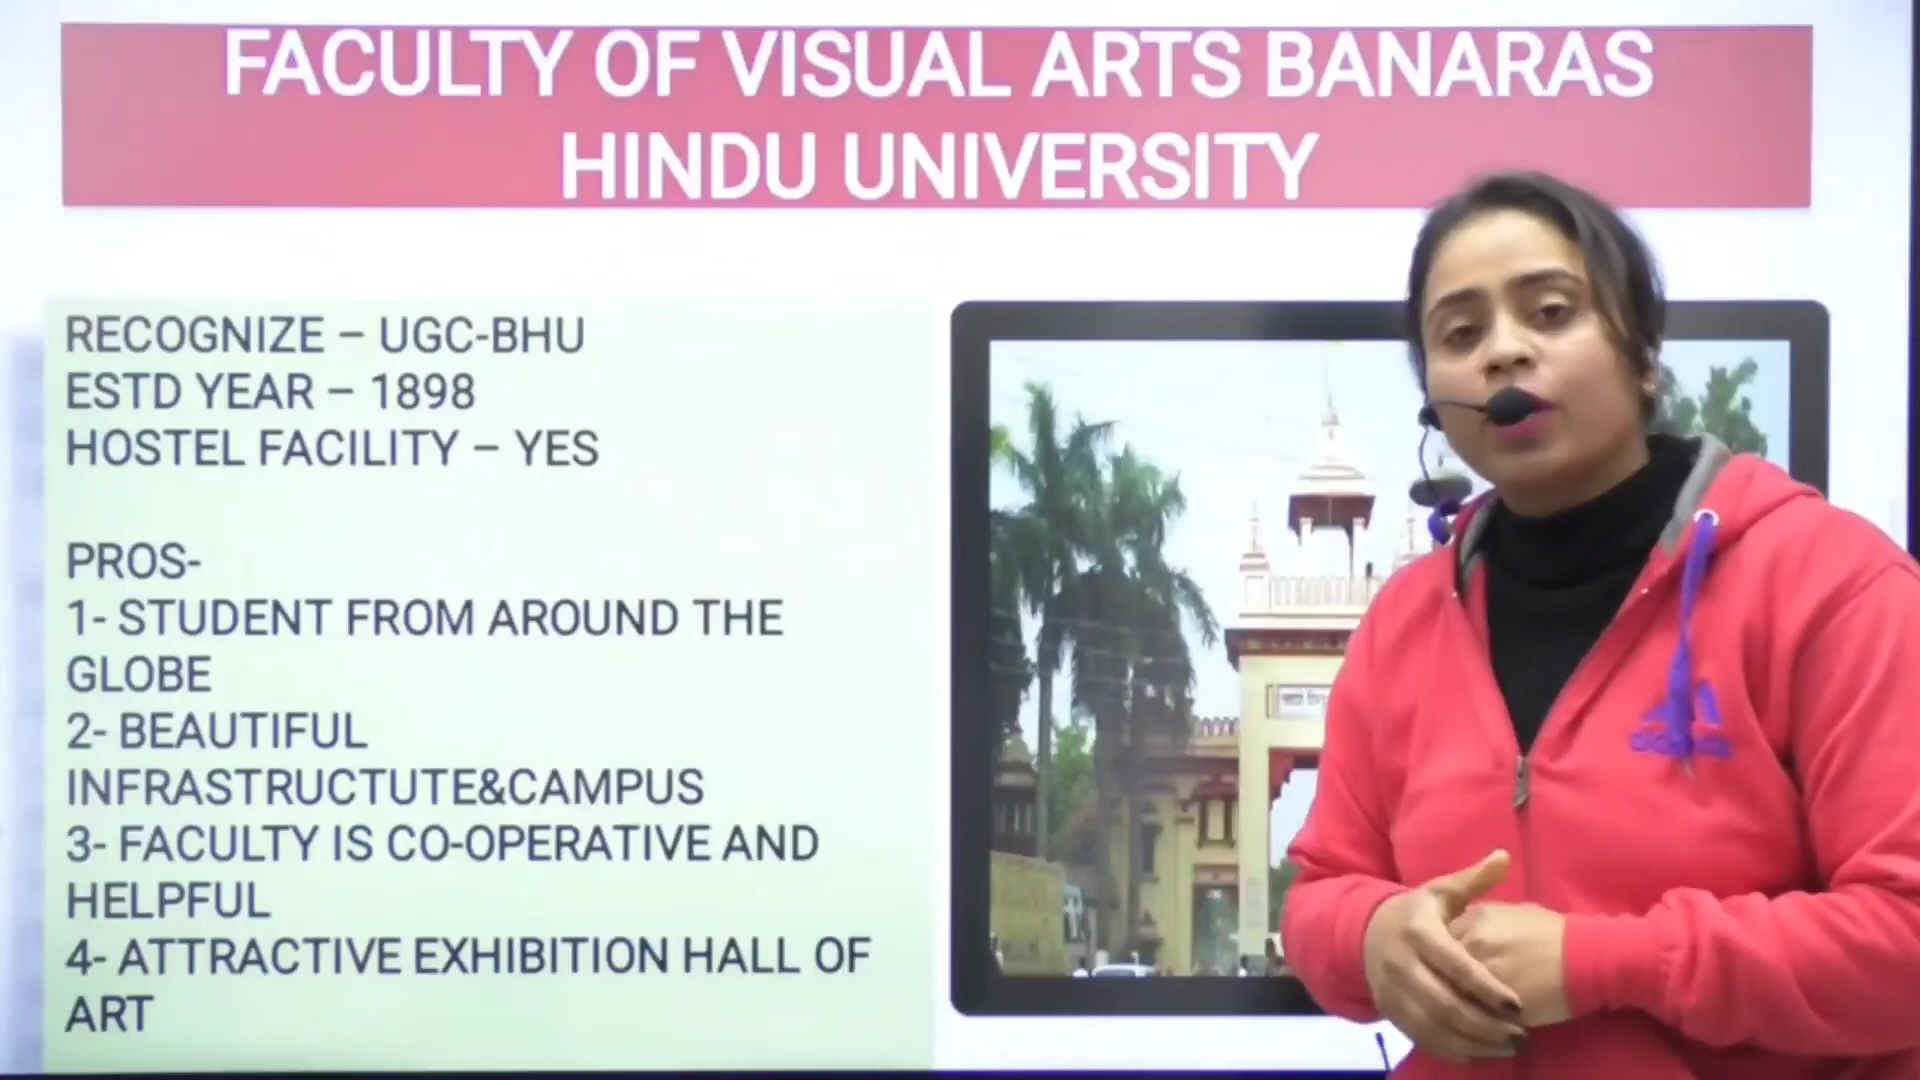 FACULTY OF VISUAL ARTS BANARAS
HINDU UNIVERSITY
RECOGNIZE – UGC-BHU
ESTD YEAR – 1898
HOSTEL FACILITY – YES
PROS-
1- STUDENT FROM AROUND THE
GLOBE
2- BEAUTIFUL
INFRASTRUCTUTE&CAMPUS
3- FACULTY IS CO-OPERATIVE AND
HELPFUL
4- ATTRACTIVE EXHIBITION HALL OF
ART